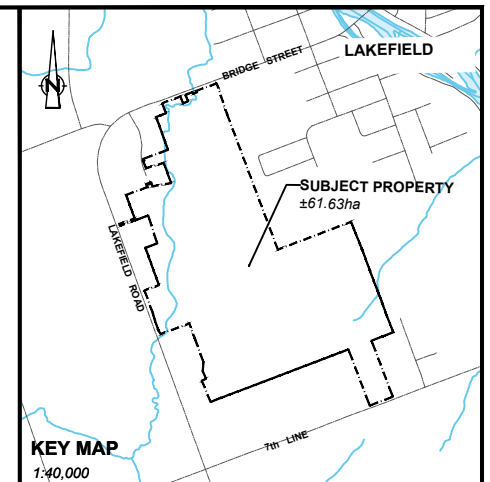 LAKEFIELD
BRIDGE STREET
N
SUBJECT PROPERTY
±61.63ha
LAKEFIELD ROAD
7th LINE
KEY MAP
1:40,000